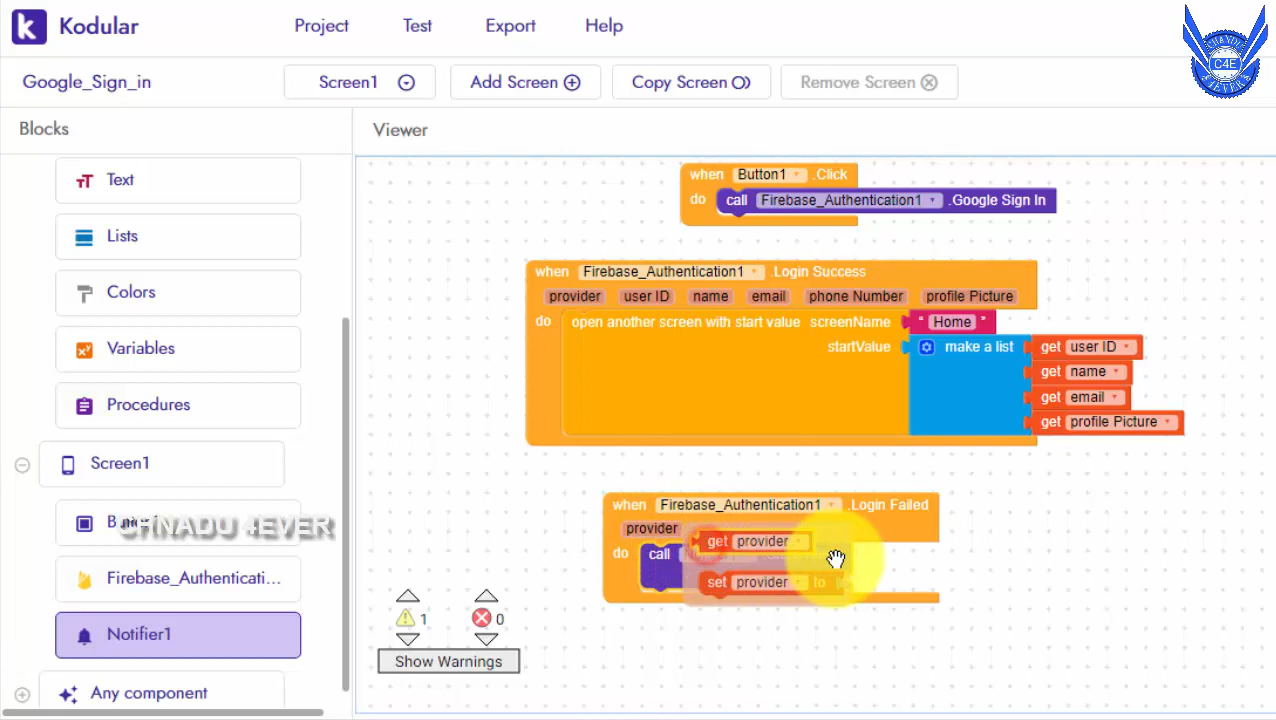 Kodular
Project
Test
Export
Help
CHANDU
C4E
4EVER
Google_Sign_in
Screen1
Add Screen
Copy Screen
Remove Screen
Blocks
Viewer
Text
Lists
Colors
Variables
Procedures
Screen1
CHNADU 4EVER
Firebase_Authenticati...
Notifier1
Any component
when Button1 .Click
do call Firebase_Authentication1 .Google Sign In
when Firebase_Authentication1 .Login Success
provider user ID name email phone Number profile Picture
do open another screen with start value screenName “ Home ”
startValue make a list get user ID
get name
get email
get profile Picture
when Firebase_Authentication1 .Login Failed
provider
get provider
do call
set provider to
1
0
Show Warnings